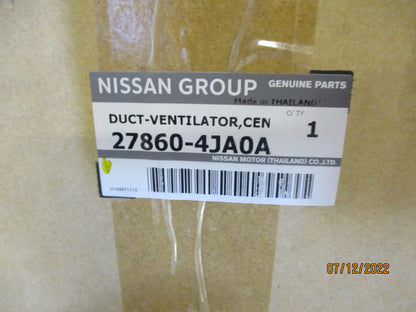 NISSAN GROUP GENUINE PARTS
Made in THAILAND
DUCT-VENTILATOR,CEN
Q'TY
1
27860-4JA0A
NISSAN MOTOR (THAILAND) CO.,LTD.
07/12/2022